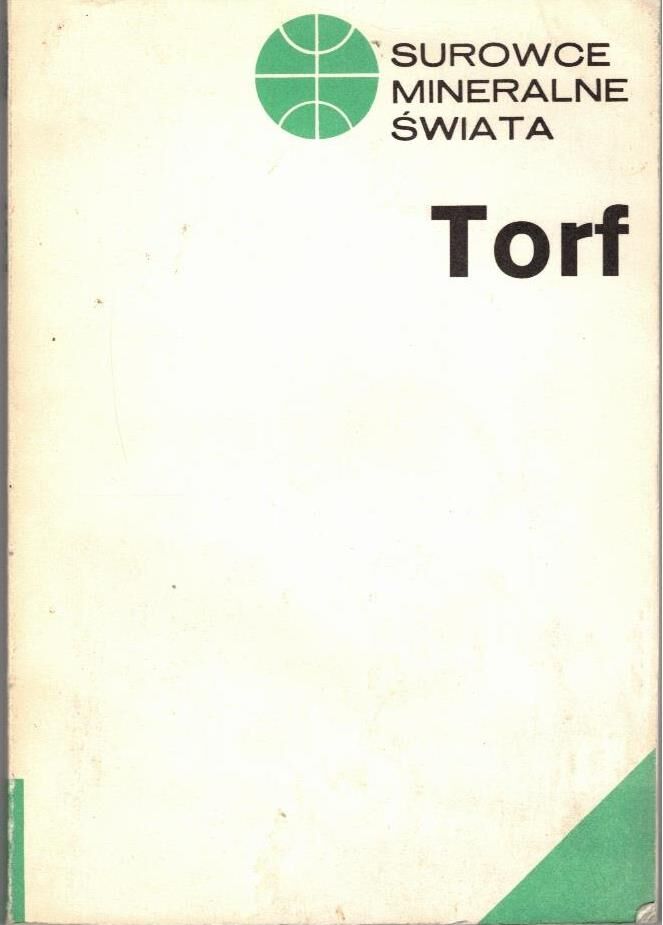 SUROWCE
MINERALNE
ŚWIATA
Torf